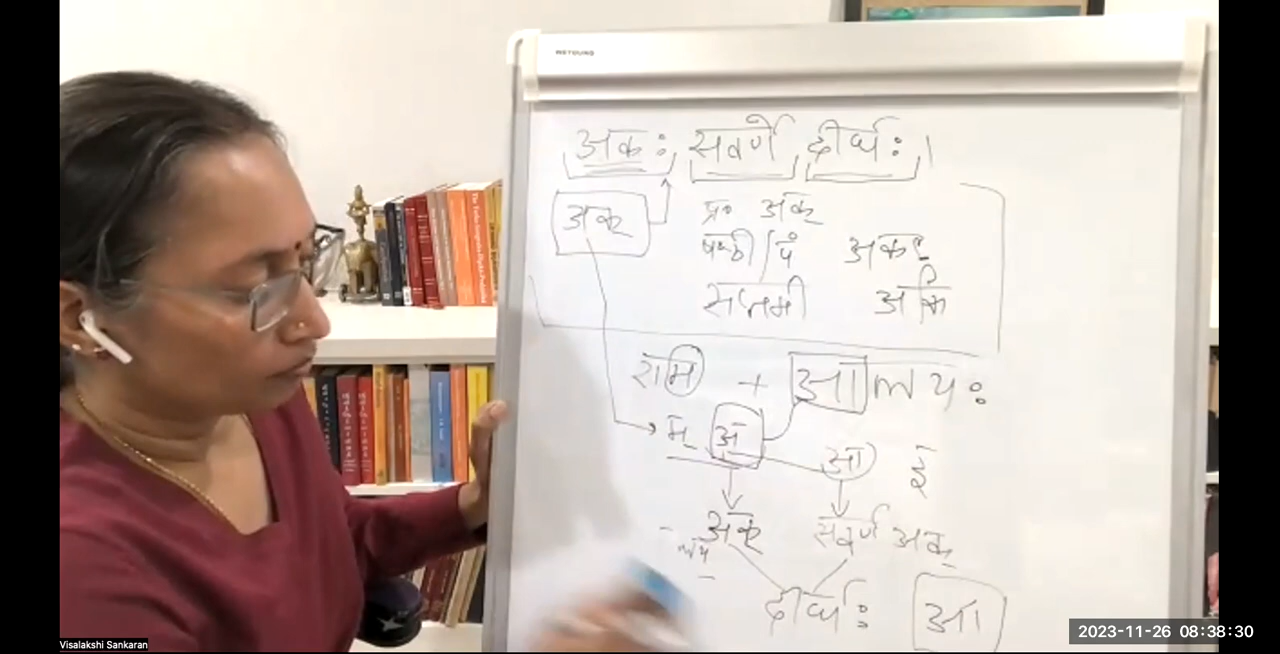 WEYOUNG
अकः सवर्णे दीर्घः।
अक् प्र॰ अक्
षष्ठी/पं अकः
सप्तमी अकि
राम + आलयः
म् अ आ ई
अक् सवर्ण अक्
दीर्घः आ
Visalakshi Sankaran
2023-11-26 08:38:30